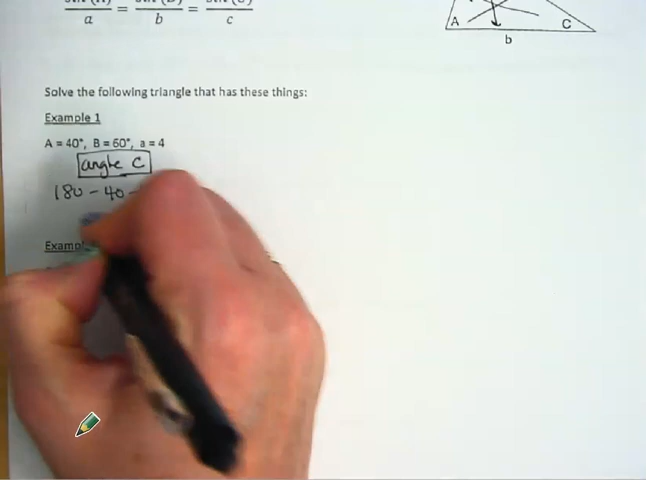 a = b = c
A
C
b
Solve the following triangle that has these things:
Example 1
A = 40°, B = 60°, a = 4
angle C
180 - 40 -